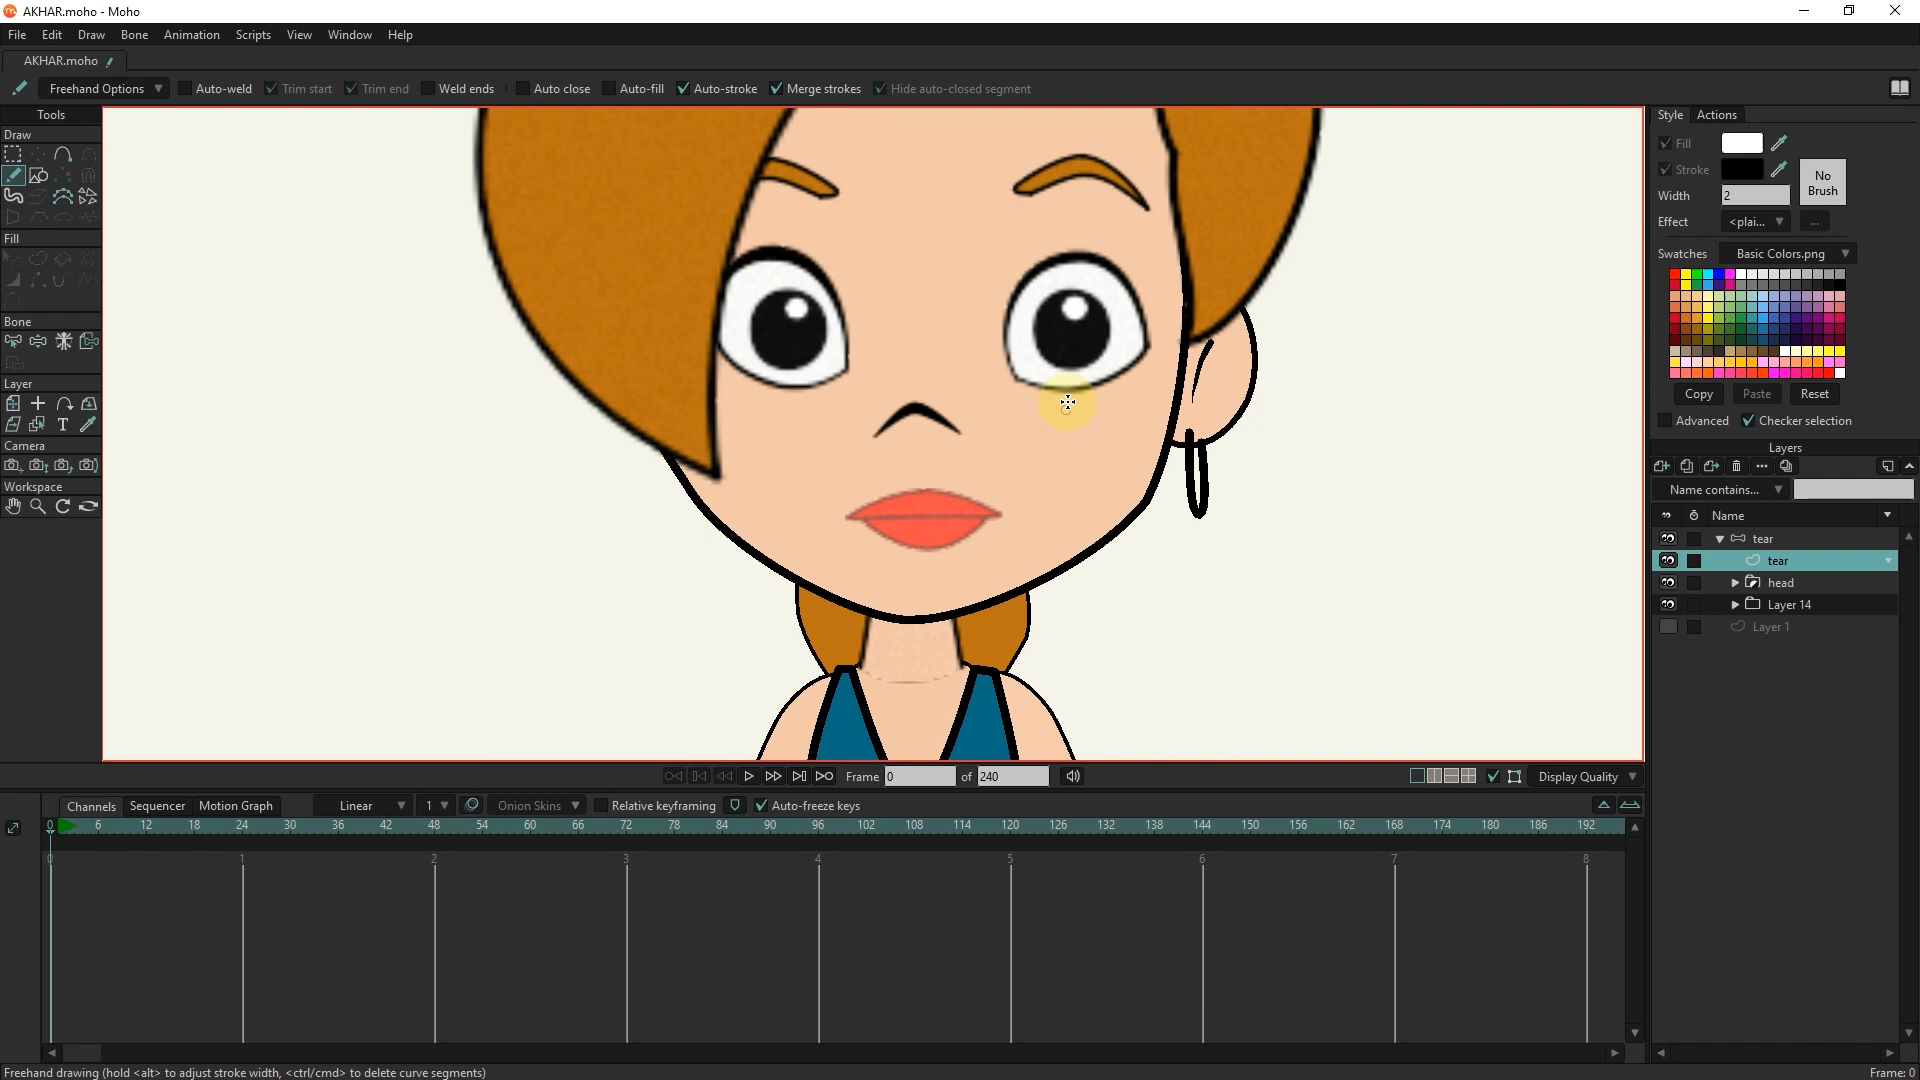 AKHAR.moho - Moho
File Edit Draw Bone Animation Scripts View Window Help
AKHAR.moho
Freehand Options Auto-weld Trim start Trim end Weld ends Auto close Auto-fill Auto-stroke Merge strokes Hide auto-closed segment
Tools
Draw
Fill
Bone
Layer
Camera
Workspace
Style Actions
Fill
Stroke
No Brush
Width 2
Effect <plai... ...
Swatches Basic Colors.png
Copy Paste Reset
Advanced Checker selection
Layers
Name contains...
Name
tear
tear
head
Layer 14
Layer 1
Frame 0 of 240 Display Quality
Channels Sequencer Motion Graph Linear 1 Onion Skins Relative keyframing Auto-freeze keys
0 6 12 18 24 30 36 42 48 54 60 66 72 78 84 90 96 102 108 114 120 126 132 138 144 150 156 162 168 174 180 186 192
0 1 2 3 4 5 6 7 8
Freehand drawing (hold <alt> to adjust stroke width, <ctrl/cmd> to delete curve segments) Frame: 0